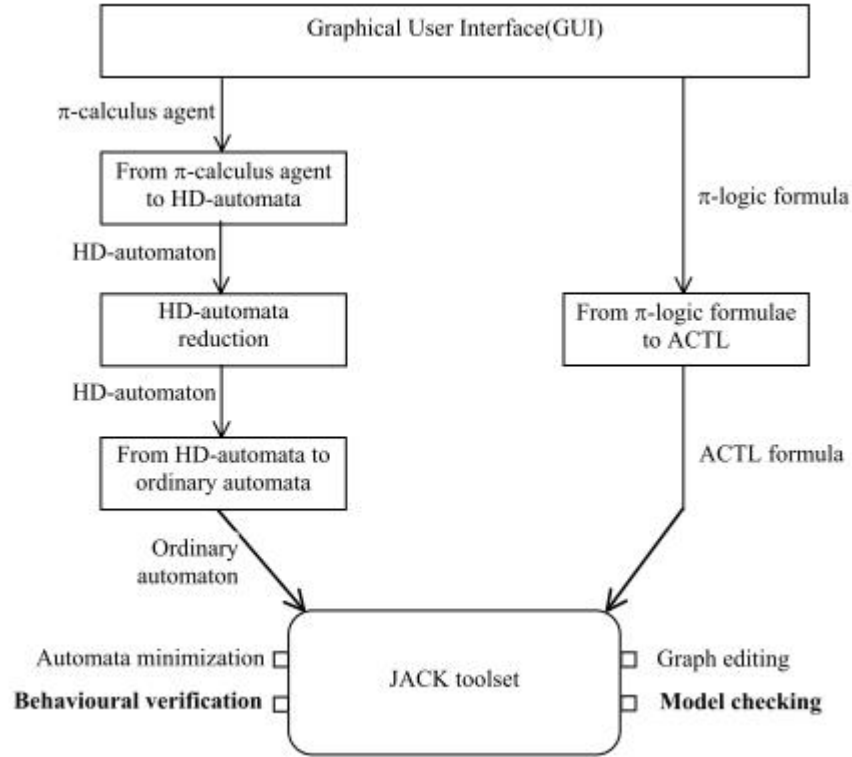 Graphical User Interface(GUI)
π-calculus agent
From π-calculus agent
to HD-automata
π-logic formula
HD-automaton
HD-automata
reduction
From π-logic formulae
to ACTL
HD-automaton
From HD-automata to
ordinary automata
ACTL formula
Ordinary
automaton
Automata minimization
Behavioural verification
JACK toolset
Graph editing
Model checking